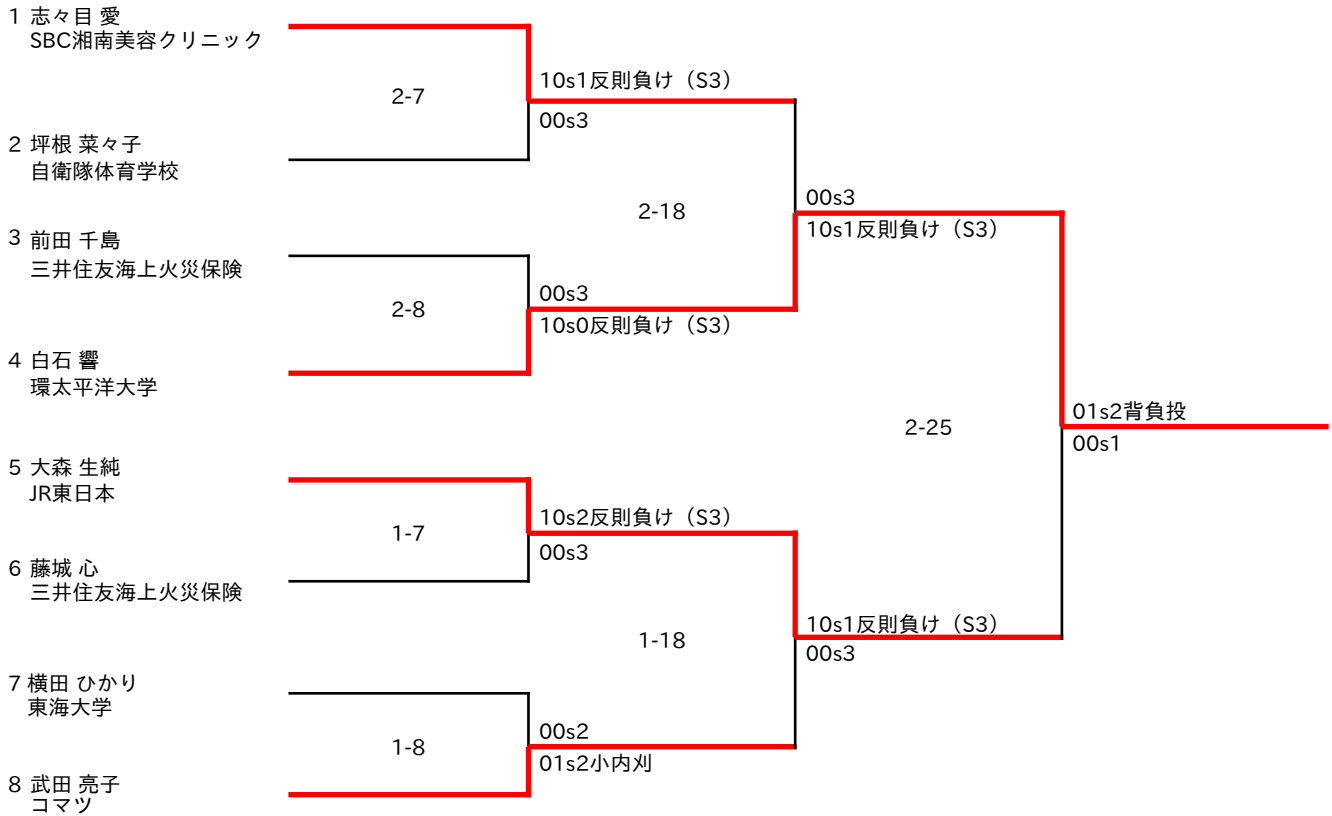 1 志々目 愛
SBC湘南美容クリニック
2-7
10s1反則負け（S3）
00s3
2 坪根 菜々子
自衛隊体育学校
2-18
00s3
10s1反則負け（S3）
3 前田 千島
三井住友海上火災保険
2-8
00s3
10s0反則負け（S3）
4 白石 響
環太平洋大学
2-25
01s2背負投
00s1
5 大森 生純
JR東日本
1-7
10s2反則負け（S3）
00s3
6 藤城 心
三井住友海上火災保険
1-18
10s1反則負け（S3）
00s3
7 横田 ひかり
東海大学
1-8
00s2
01s2小内刈
8 武田 亮子
コマツ